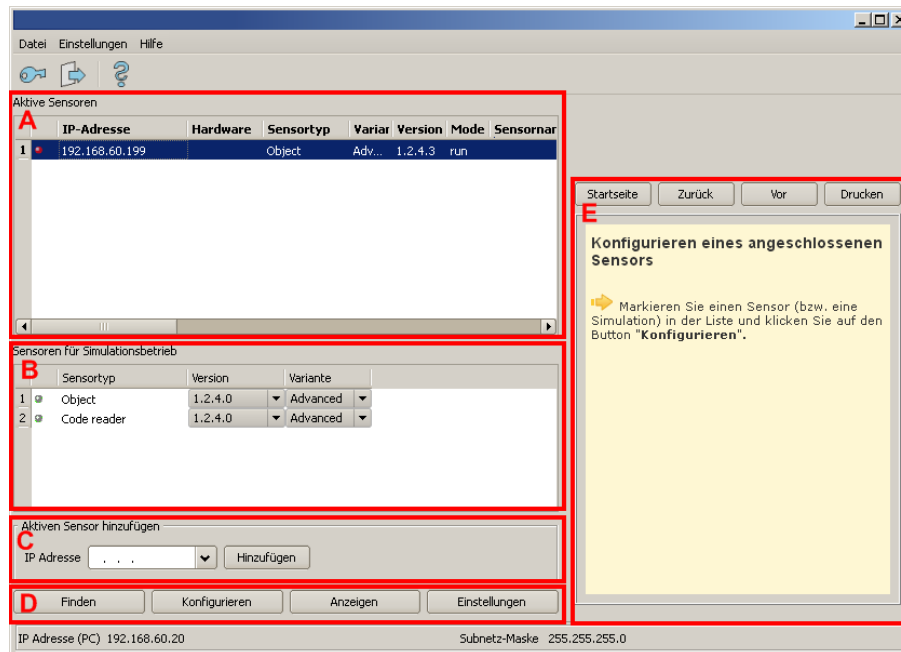 Datei Einstellungen Hilfe
Aktive Sensoren
A
IP-Adresse Hardware Sensortyp Variar Version Mode Sensornar
1 192.168.60.199 Object Adv... 1.2.4.3 run
Sensoren für Simulationsbetrieb
B
Sensortyp Version Variante
1 Object 1.2.4.0 Advanced
2 Code reader 1.2.4.0 Advanced
Aktiven Sensor hinzufügen
C
IP Adresse . . . Hinzufügen
D
Finden Konfigurieren Anzeigen Einstellungen
Startseite Zurück Vor Drucken
E
Konfigurieren eines angeschlossenen
Sensors
Markieren Sie einen Sensor (bzw. eine
Simulation) in der Liste und klicken Sie auf den
Button "Konfigurieren".
IP Adresse (PC) 192.168.60.20 Subnetz-Maske 255.255.255.0